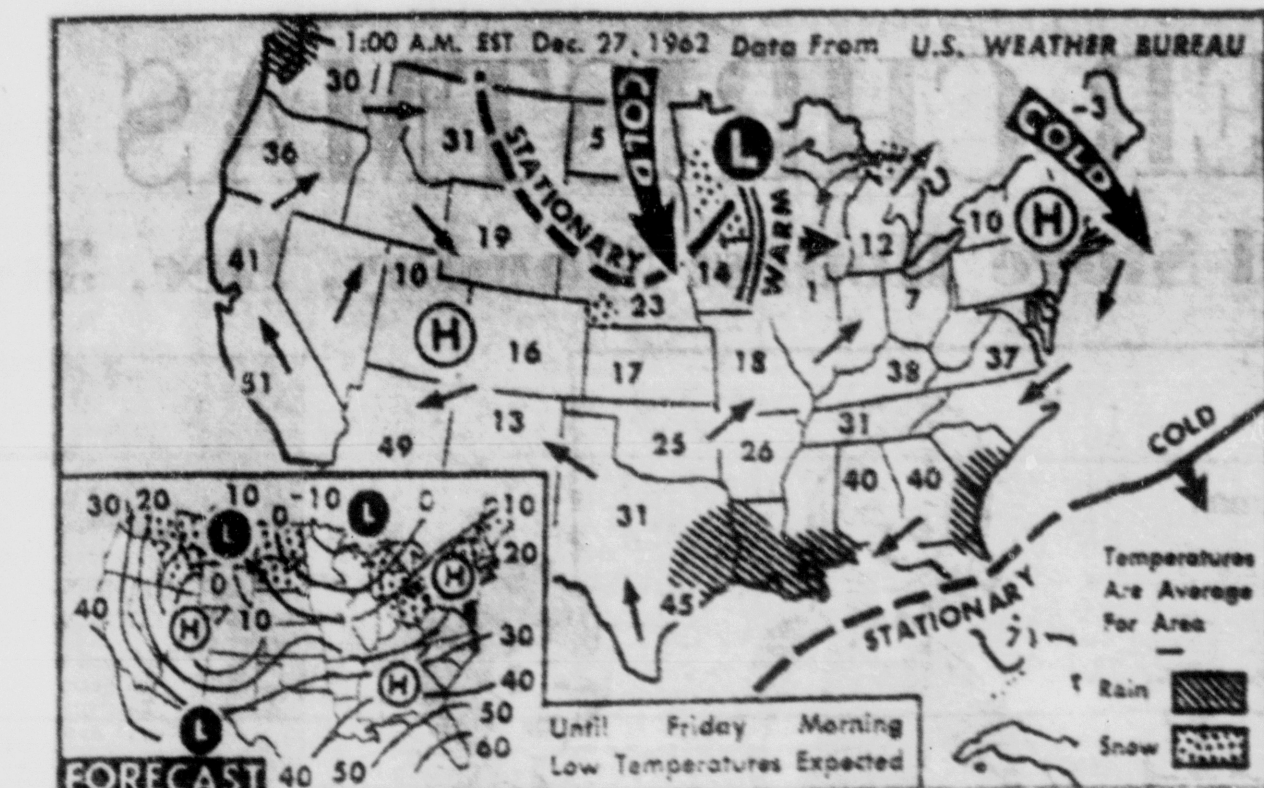 1:00 A.M. EST Dec. 27, 1962 Data From U.S. WEATHER BUREAU
30
COLD
COLD
-3
36
31
STATIONARY
5
L
WARM
10
H
41
19
10
12
14
23
1
7
H
16
17
18
38
37
49
13
25
26
31
40
40
31
45
COLD
STATIONARY
Temperatures
Are Average
For Area
Rain
Snow
30 20 10 -10 L 0 10
L 0
20
H
0
40
H 10
30
H
40
50
L
60
FORECAST 40 50
Until Friday Morning
Low Temperatures Expected